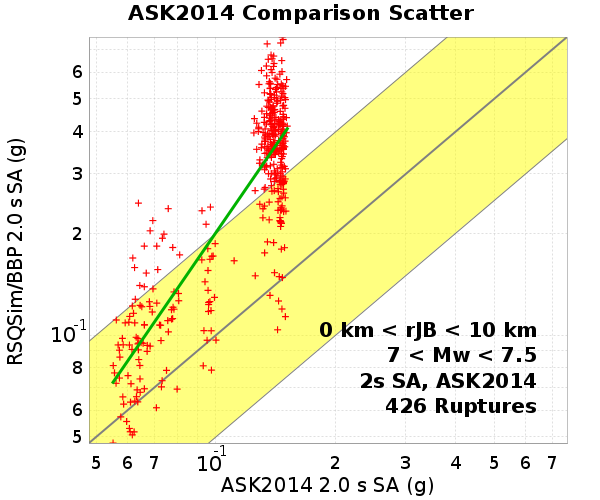 ASK2014 Comparison Scatter
RSQSim/BBP 2.0 s SA (g)
6
5
4
3
2
10-1
8
6
5
0 km < rJB < 10 km
7 < Mw < 7.5
2s SA, ASK2014
426 Ruptures
5 6 7 10-1 2 3 4 5 6 7
ASK2014 2.0 s SA (g)